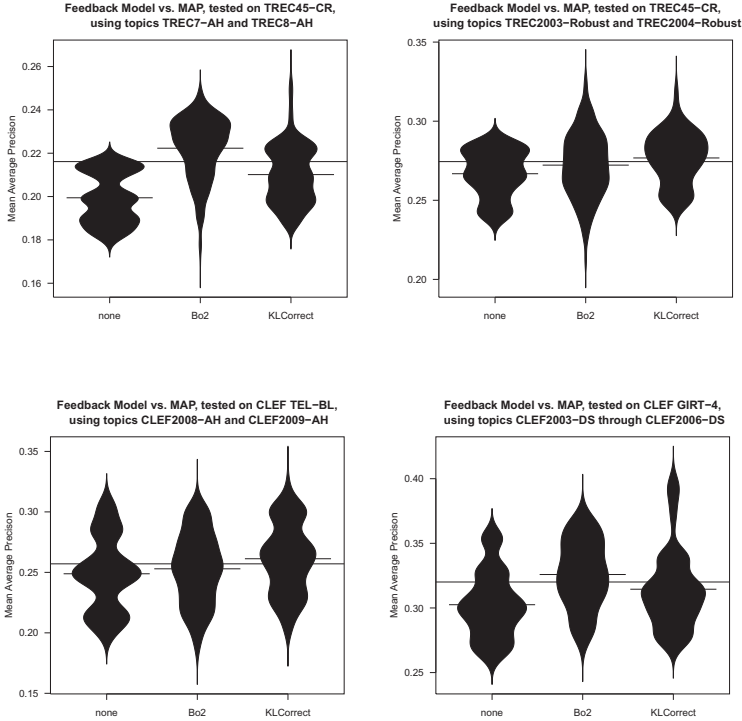 Feedback Model vs. MAP, tested on TREC45−CR,
using topics TREC7−AH and TREC8−AH
Mean Average Precison
0.26
0.24
0.22
0.20
0.18
0.16
none
Bo2
KLCorrect
Feedback Model vs. MAP, tested on TREC45−CR,
using topics TREC2003−Robust and TREC2004−Robust
Mean Average Precison
0.35
0.30
0.25
0.20
none
Bo2
KLCorrect
Feedback Model vs. MAP, tested on CLEF TEL−BL,
using topics CLEF2008−AH and CLEF2009−AH
Mean Average Precison
0.35
0.30
0.25
0.20
0.15
none
Bo2
KLCorrect
Feedback Model vs. MAP, tested on CLEF GIRT−4,
using topics CLEF2003−DS through CLEF2006−DS
Mean Average Precison
0.40
0.35
0.30
0.25
none
Bo2
KLCorrect